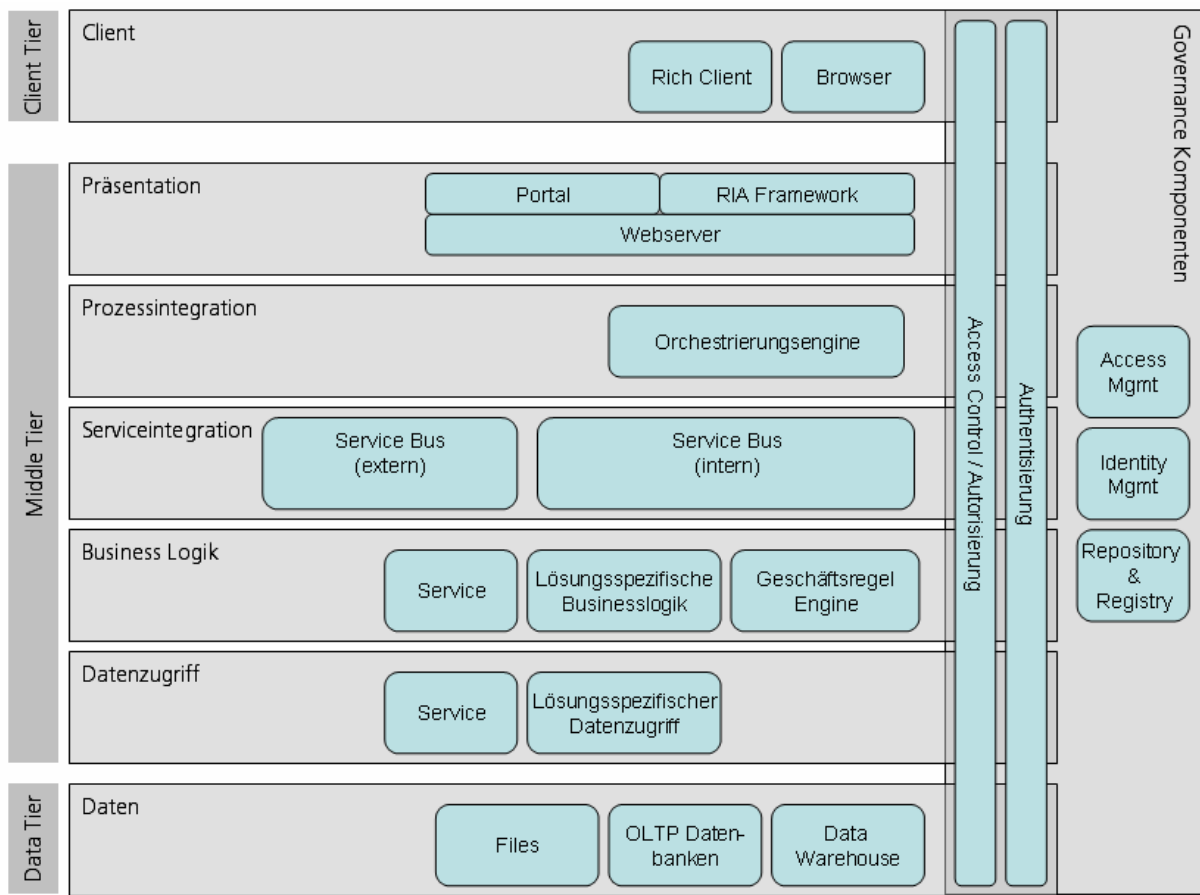 Client Tier
Client
Rich Client
Browser
Middle Tier
Präsentation
Portal
RIA Framework
Webserver
Prozessintegration
Orchestrierungsengine
Serviceintegration
Service Bus
(extern)
Service Bus
(intern)
Business Logik
Service
Lösungsspezifische
Businesslogik
Geschäftsregel
Engine
Datenzugriff
Service
Lösungsspezifischer
Datenzugriff
Data Tier
Daten
Files
OLTP Daten-
banken
Data
Warehouse
Access Control / Autorisierung
Authentisierung
Governance Komponenten
Access
Mgmt
Identity
Mgmt
Repository
&
Registry